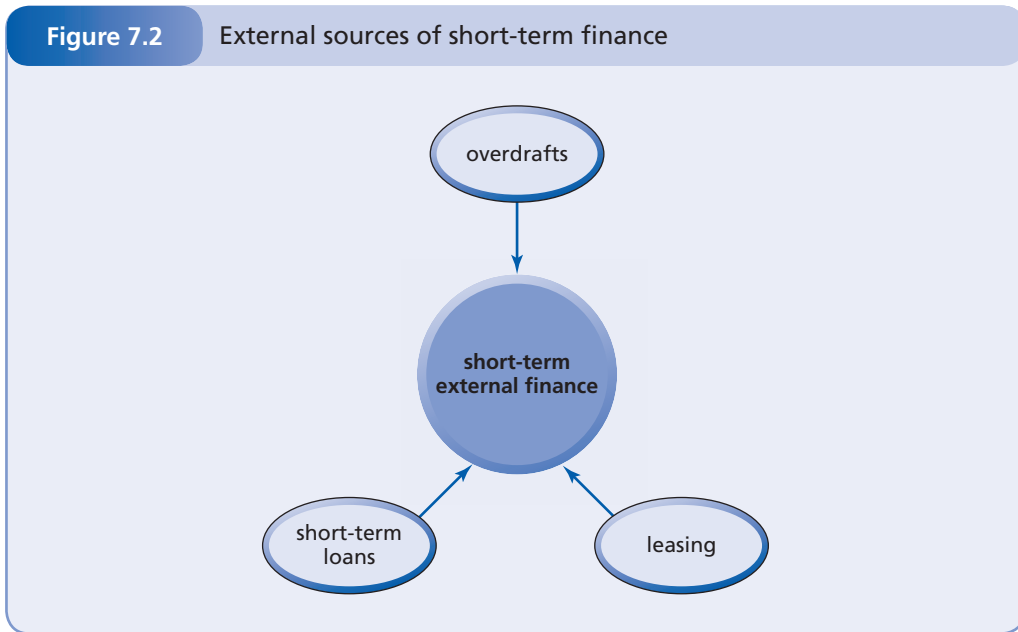 Figure 7.2 External sources of short-term finance
overdrafts
short-term
external finance
short-term
loans
leasing